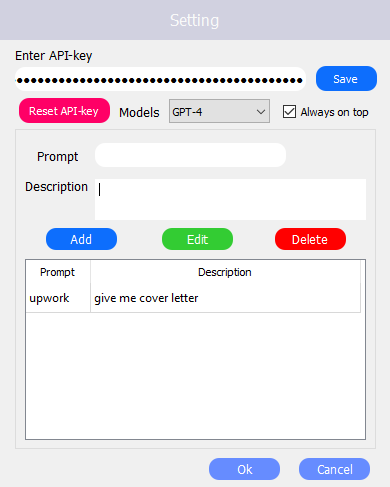 Setting
Enter API-key
●●●●●●●●●●●●●●●●●●●●●●●●●●●●●●●●●●●●●●●● Save
Reset API-key Models GPT-4 Always on top
Prompt
Description
Add Edit Delete
Prompt Description
upwork give me cover letter
Ok Cancel